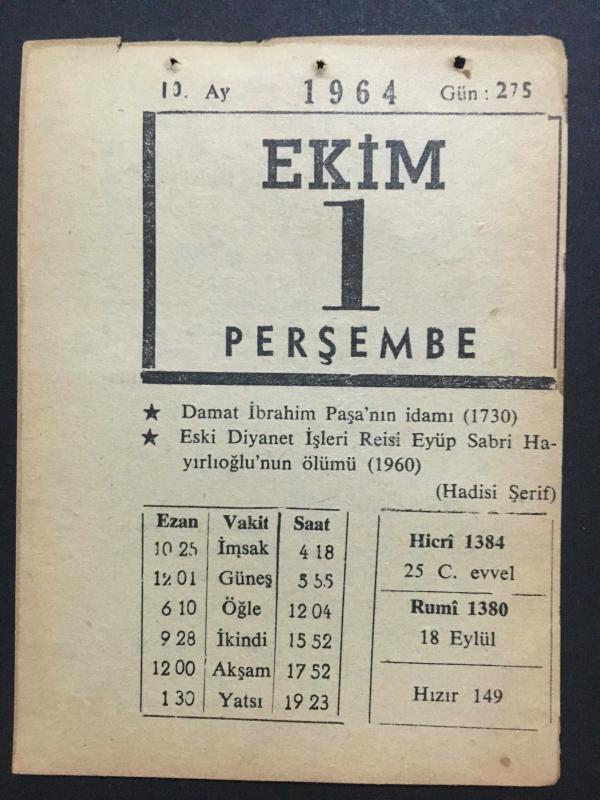 10. Ay 1964 Gün: 275
EKİM
1
PERŞEMBE
★ Damat İbrahim Paşa'nın idamı (1730)
★ Eski Diyanet İşleri Reisi Eyüp Sabri Ha-
yırlıoğlu'nun ölümü (1960)
(Hadisi Şerif)
Ezan Vakit Saat
10 25 İmsak 4 18
12 01 Güneş 5 55
6 10 Öğle 12 04
9 28 İkindi 15 52
12 00 Akşam 17 52
1 30 Yatsı 19 23
Hicrî 1384
25 C. evvel
Rumî 1380
18 Eylül
Hızır 149